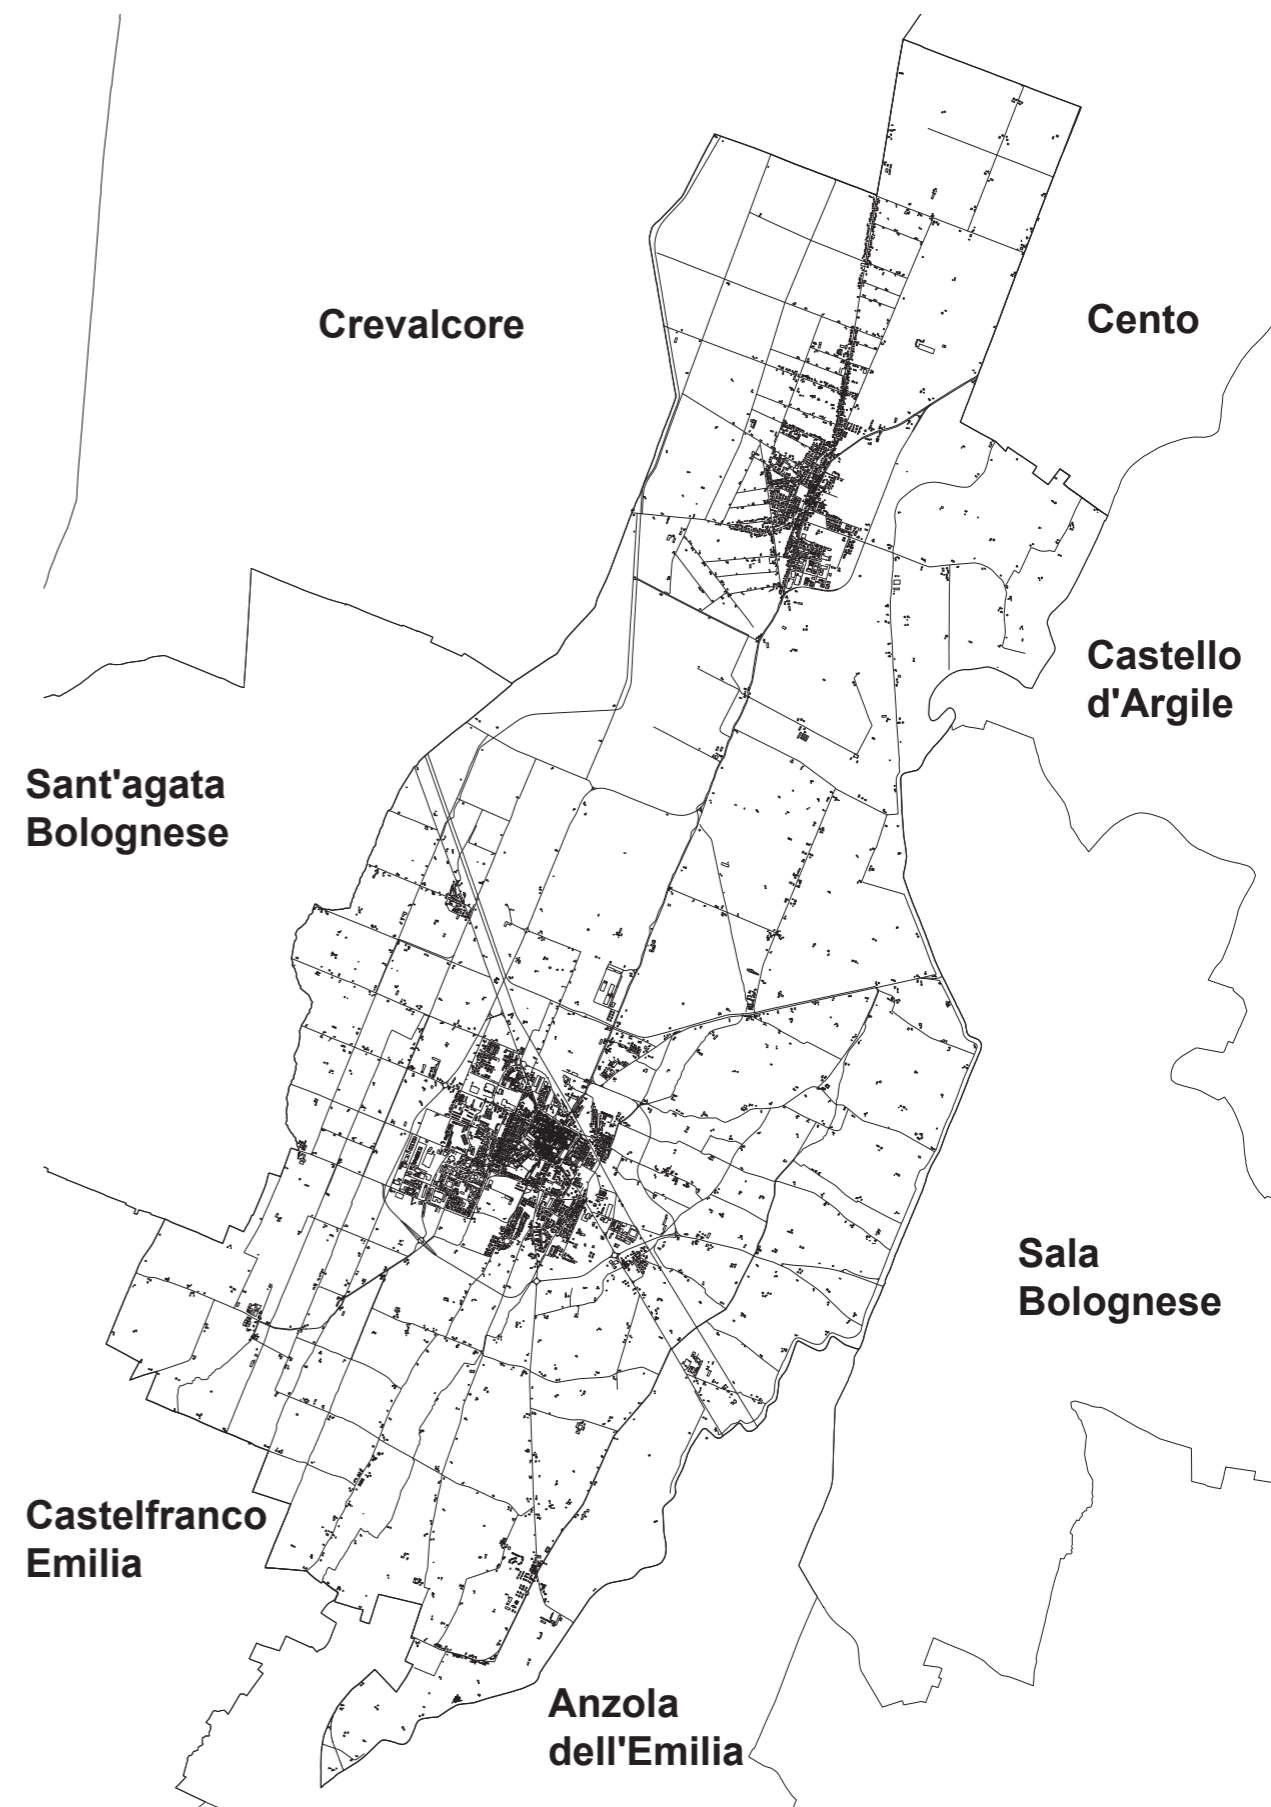 Crevalcore
Cento
Castello
d'Argile
Sant'agata
Bolognese
Sala
Bolognese
Castelfranco
Emilia
Anzola
dell'Emilia